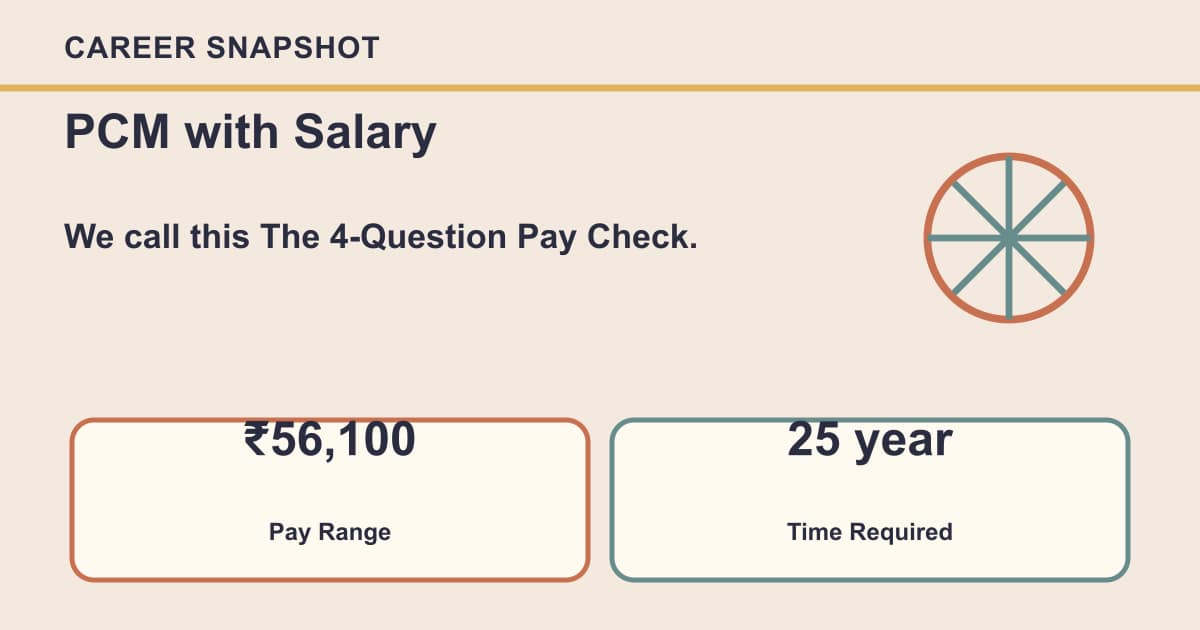 CAREER SNAPSHOT
PCM with Salary
We call this The 4-Question Pay Check.
₹56,100
Pay Range
25 year
Time Required